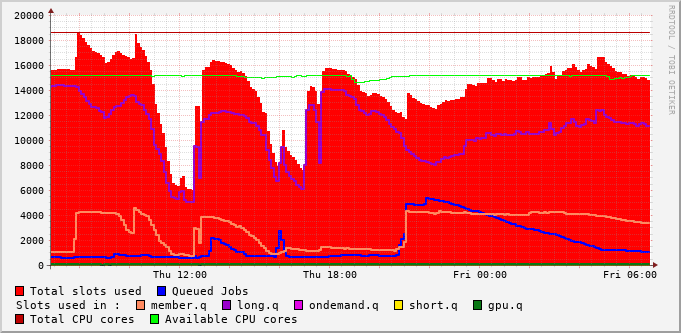 20000
18000
16000
14000
12000
10000
8000
6000
4000
2000
0
Thu 12:00 Thu 18:00 Fri 00:00 Fri 06:00
RRDTOOL / TOBI OETIKER
Total slots used Queued Jobs
Slots used in : member.q long.q ondemand.q short.q gpu.q
Total CPU cores Available CPU cores